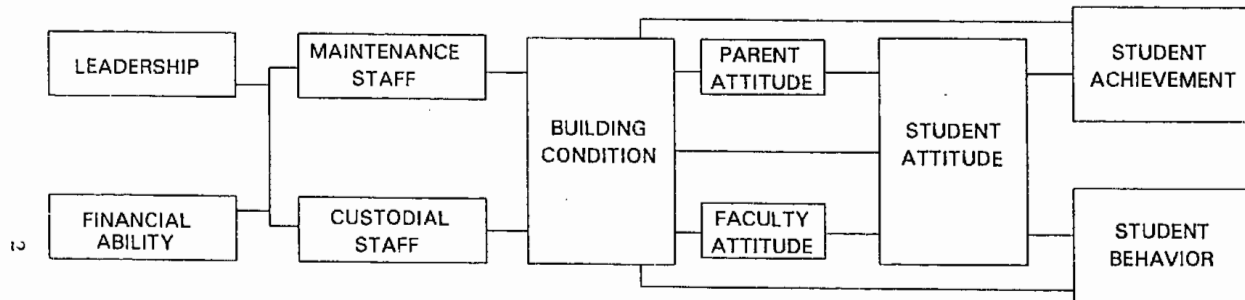 LEADERSHIP
FINANCIAL
ABILITY
MAINTENANCE
STAFF
CUSTODIAL
STAFF
BUILDING
CONDITION
PARENT
ATTITUDE
FACULTY
ATTITUDE
STUDENT
ATTITUDE
STUDENT
ACHIEVEMENT
STUDENT
BEHAVIOR
2